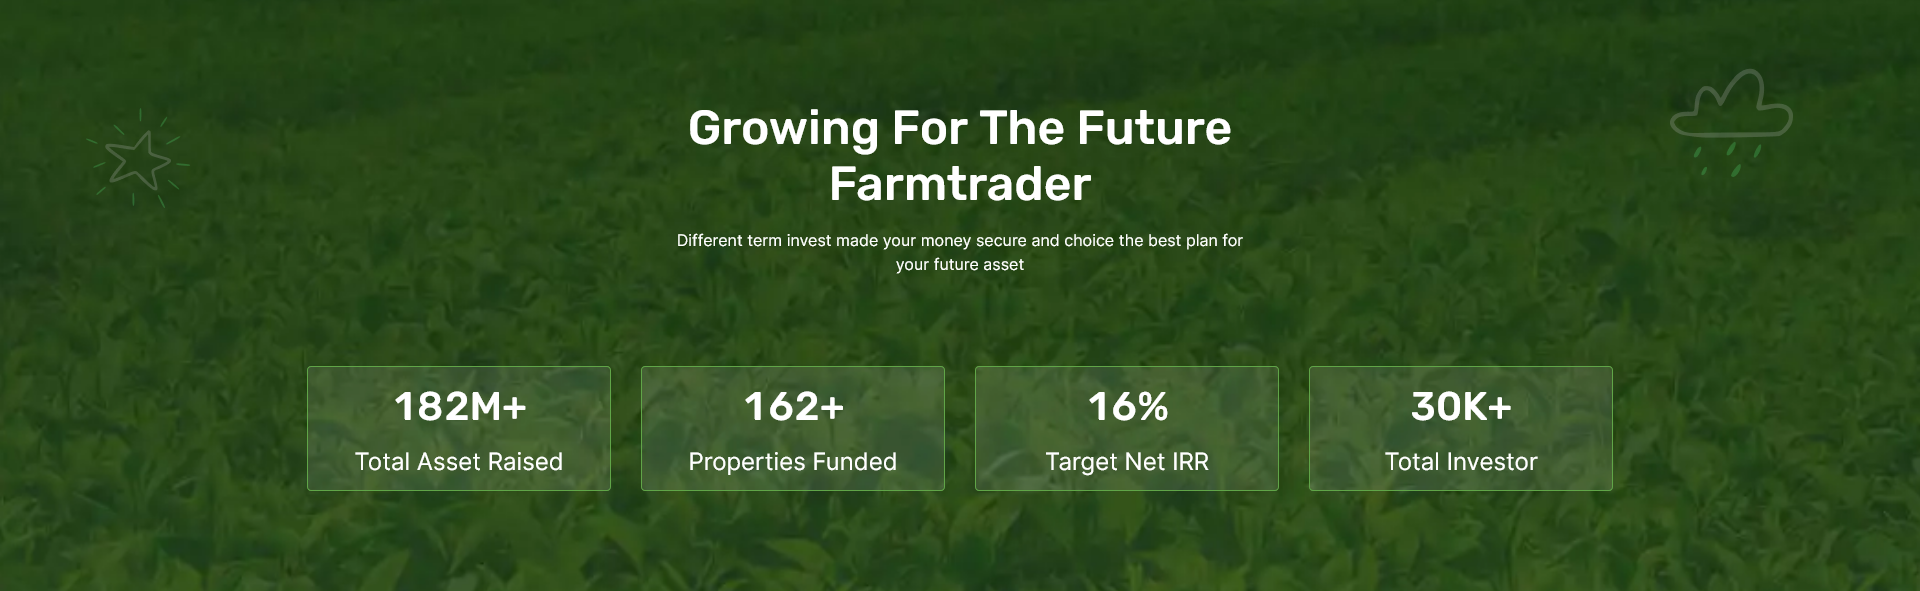 Growing For The Future
Farmtrader
Different term invest made your money secure and choice the best plan for
your future asset
182M+
Total Asset Raised
162+
Properties Funded
16%
Target Net IRR
30K+
Total Investor